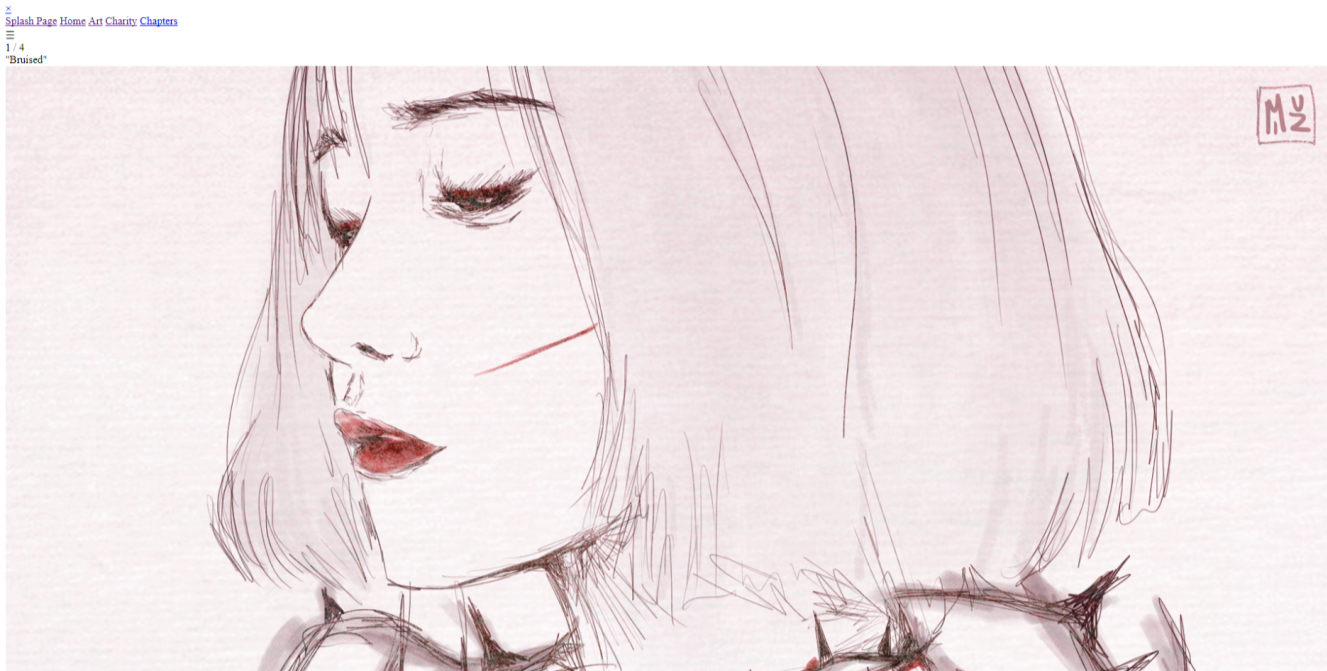 ×
Splash Page Home Art Charity Chapters
☰
1 / 4
"Bruised"
MUZ